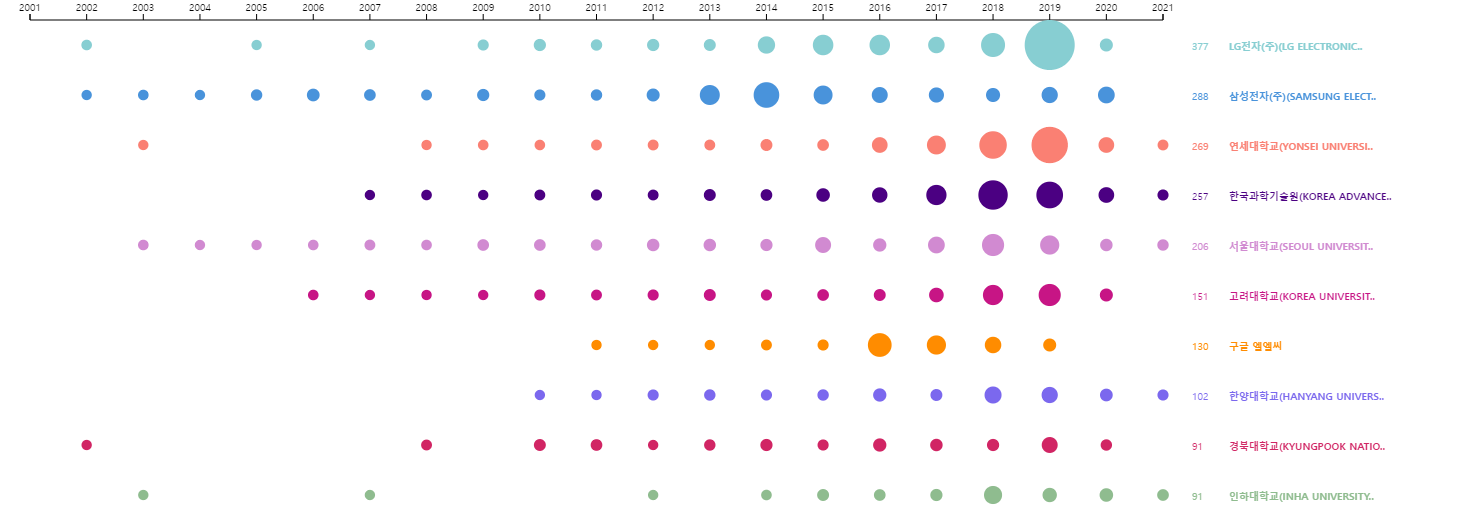 2001 2002 2003 2004 2005 2006 2007 2008 2009 2010 2011 2012 2013 2014 2015 2016 2017 2018 2019 2020 2021
377 LG전자(주)(LG ELECTRONIC..
288 삼성전자(주)(SAMSUNG ELECT..
269 연세대학교(YONSEI UNIVERSI..
257 한국과학기술원(KOREA ADVANCE..
206 서울대학교(SEOUL UNIVERSIT..
151 고려대학교(KOREA UNIVERSIT..
130 구글 엘엘씨
102 한양대학교(HANYANG UNIVERS..
91 경북대학교(KYUNGPOOK NATIO..
91 인하대학교(INHA UNIVERSITY..